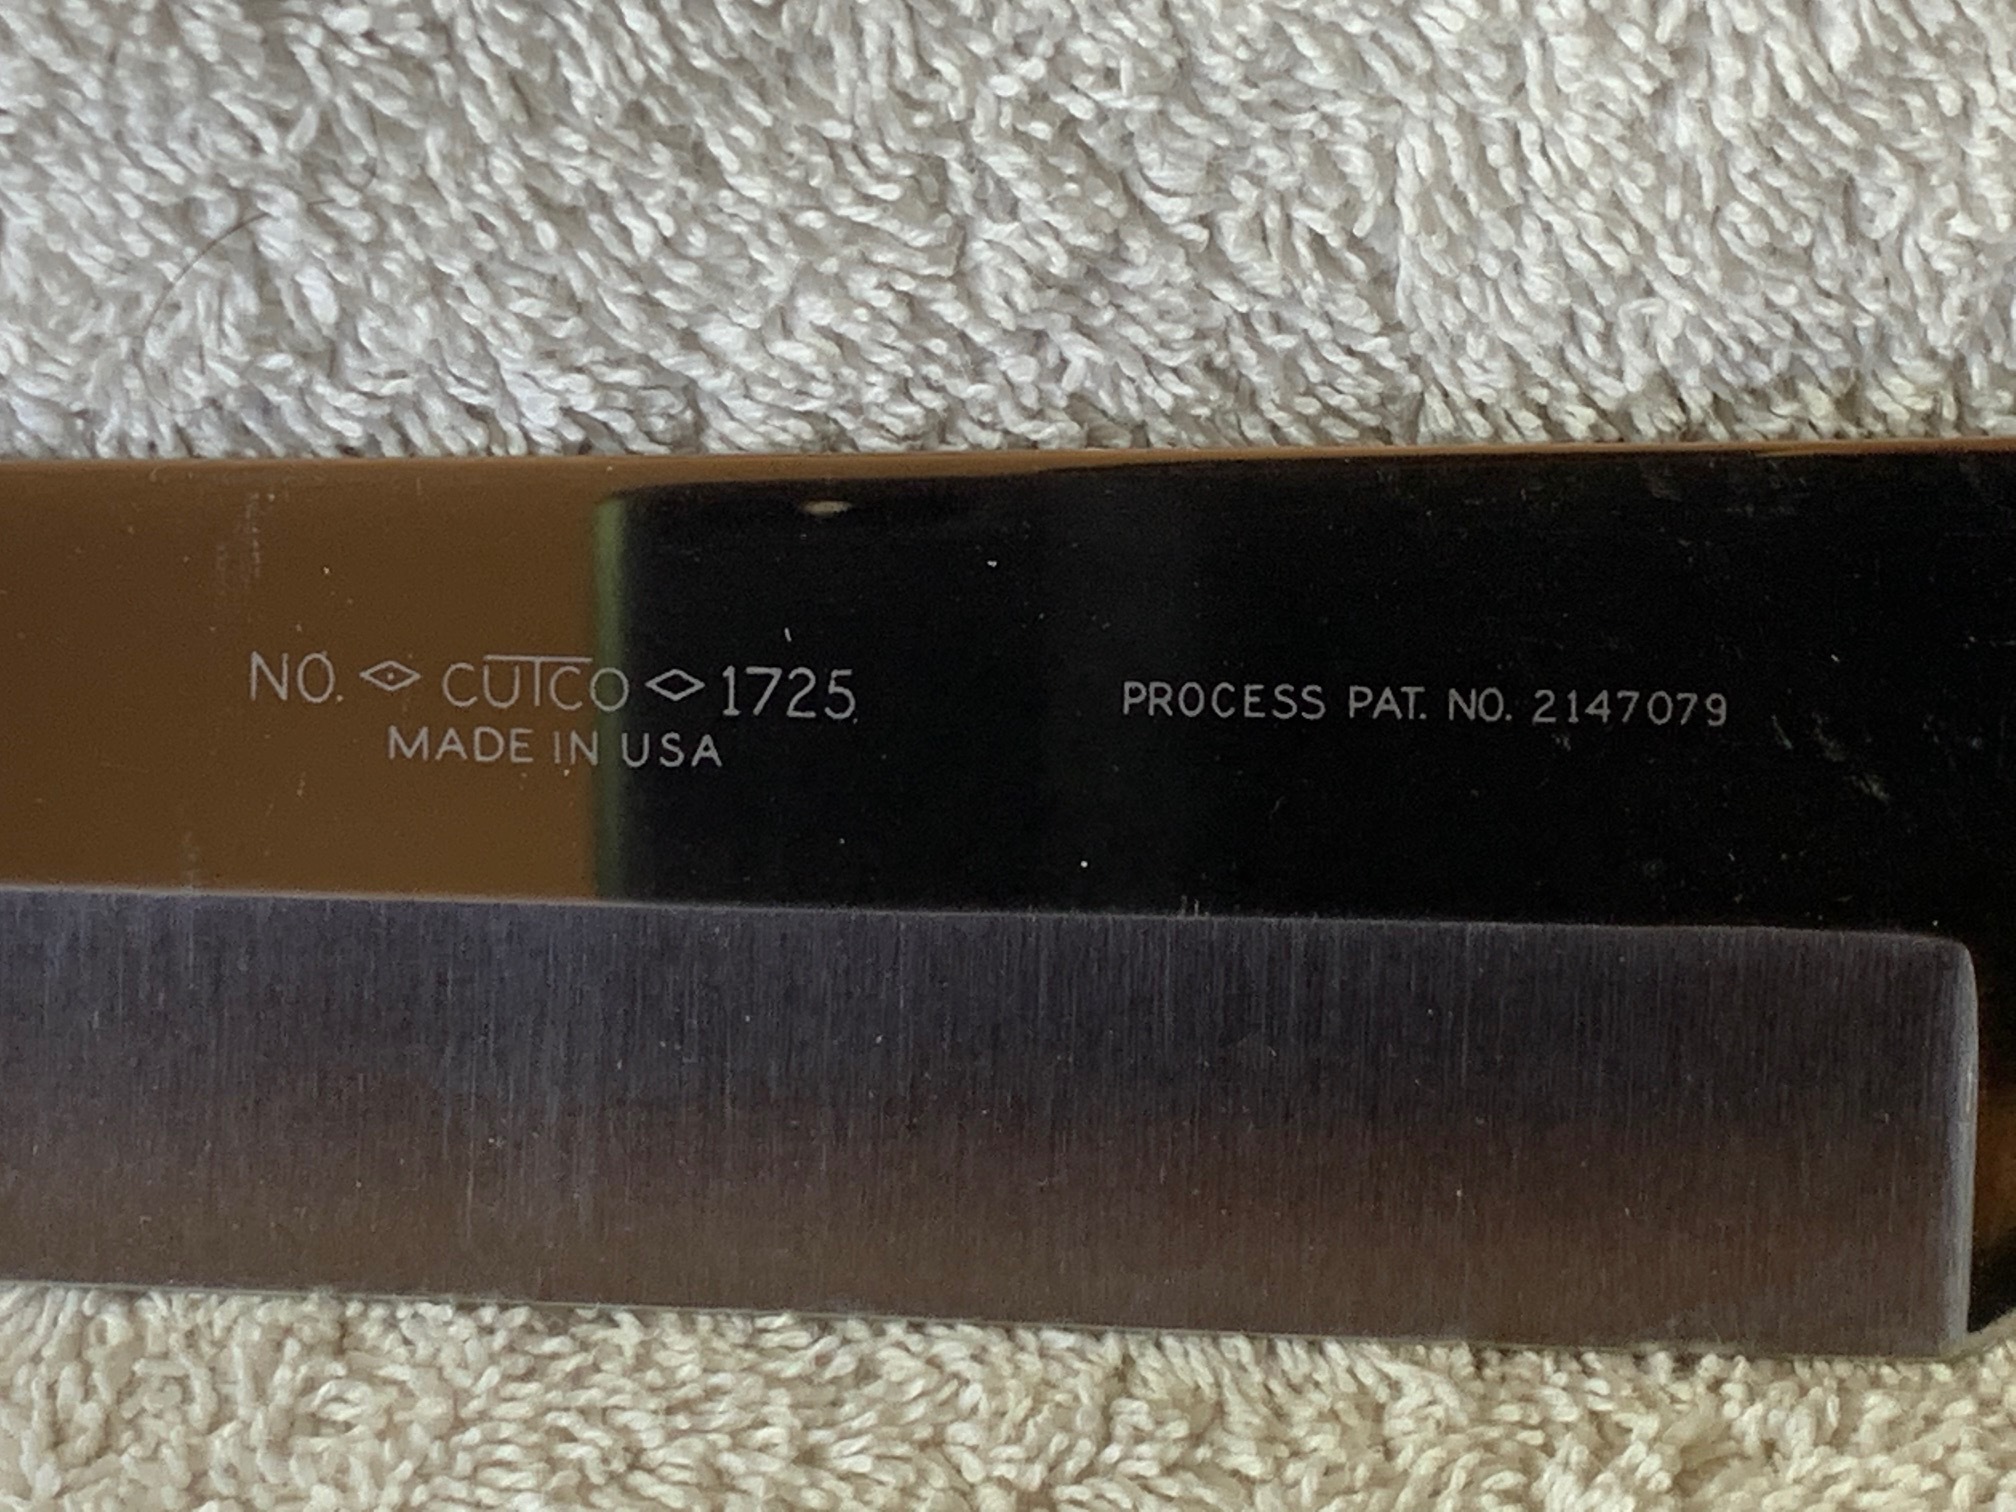 NO. ◇ CUTCO ◇ 1725
MADE IN USA
PROCESS PAT. NO. 2147079